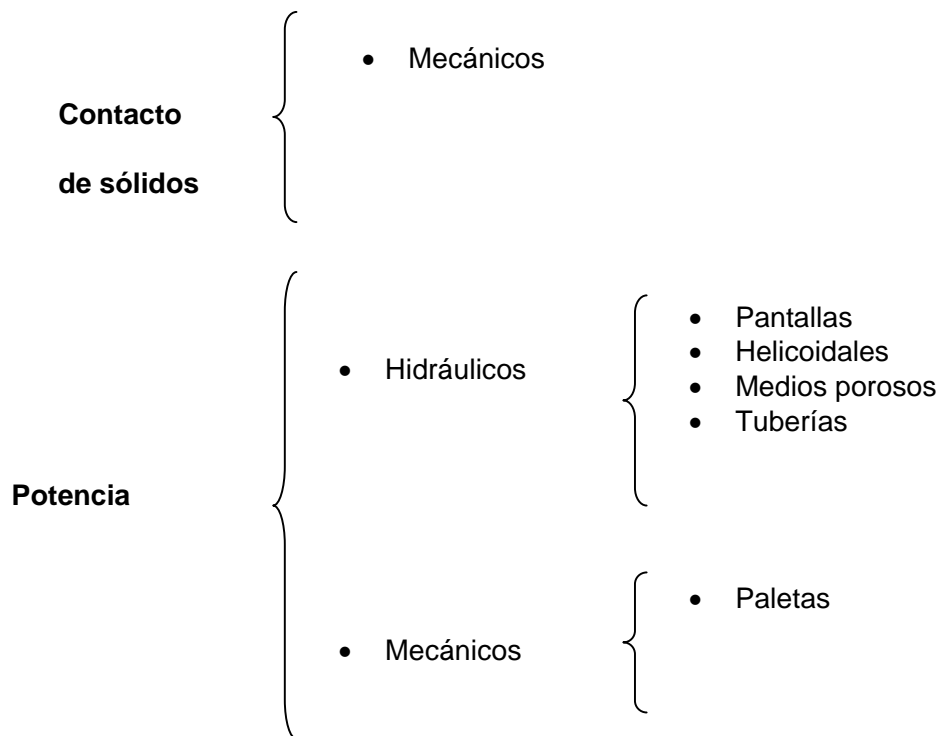 • Mecánicos
Contacto
de sólidos
• Pantallas
• Helicoidales
• Hidráulicos
• Medios porosos
• Tuberías
Potencia
• Paletas
• Mecánicos